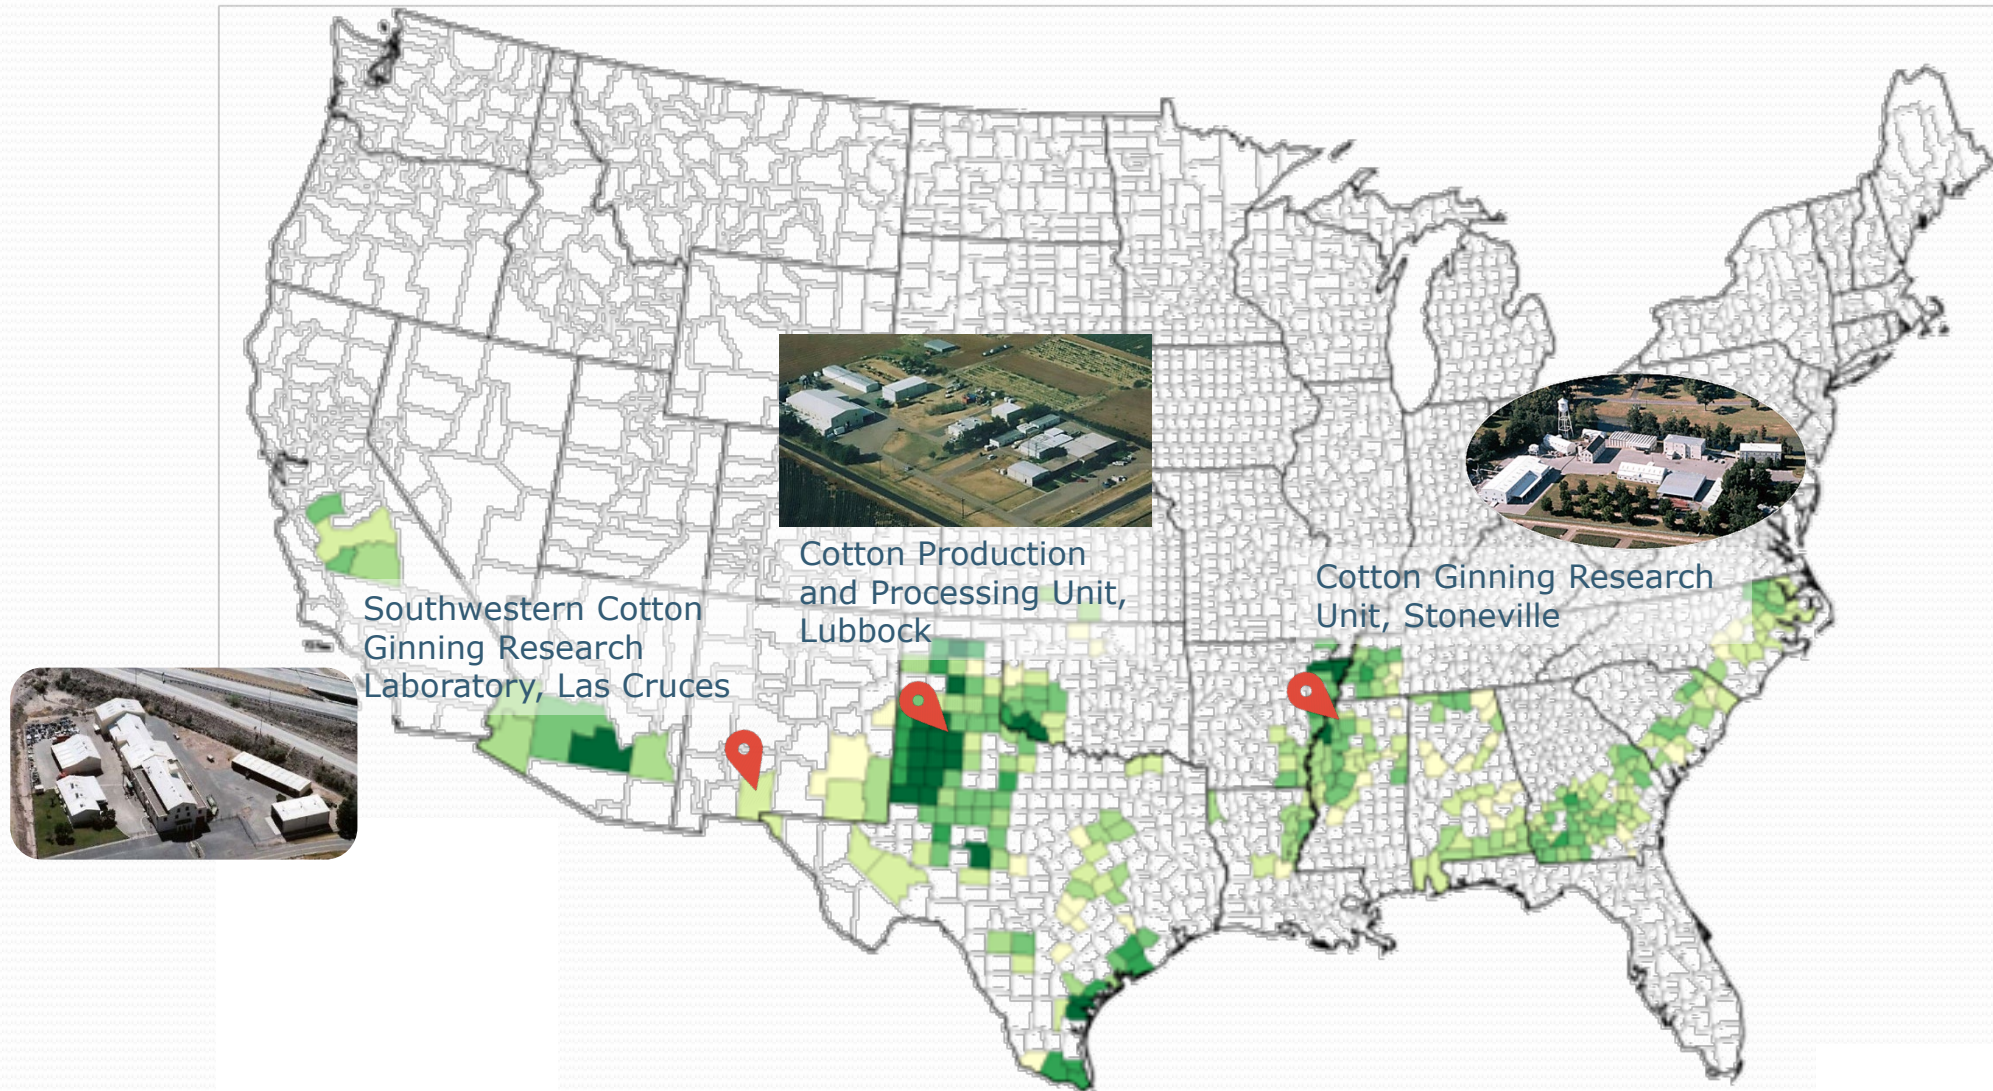 Cotton Production
and Processing Unit,
Lubbock
Cotton Ginning Research
Unit, Stoneville
Southwestern Cotton
Ginning Research
Laboratory, Las Cruces